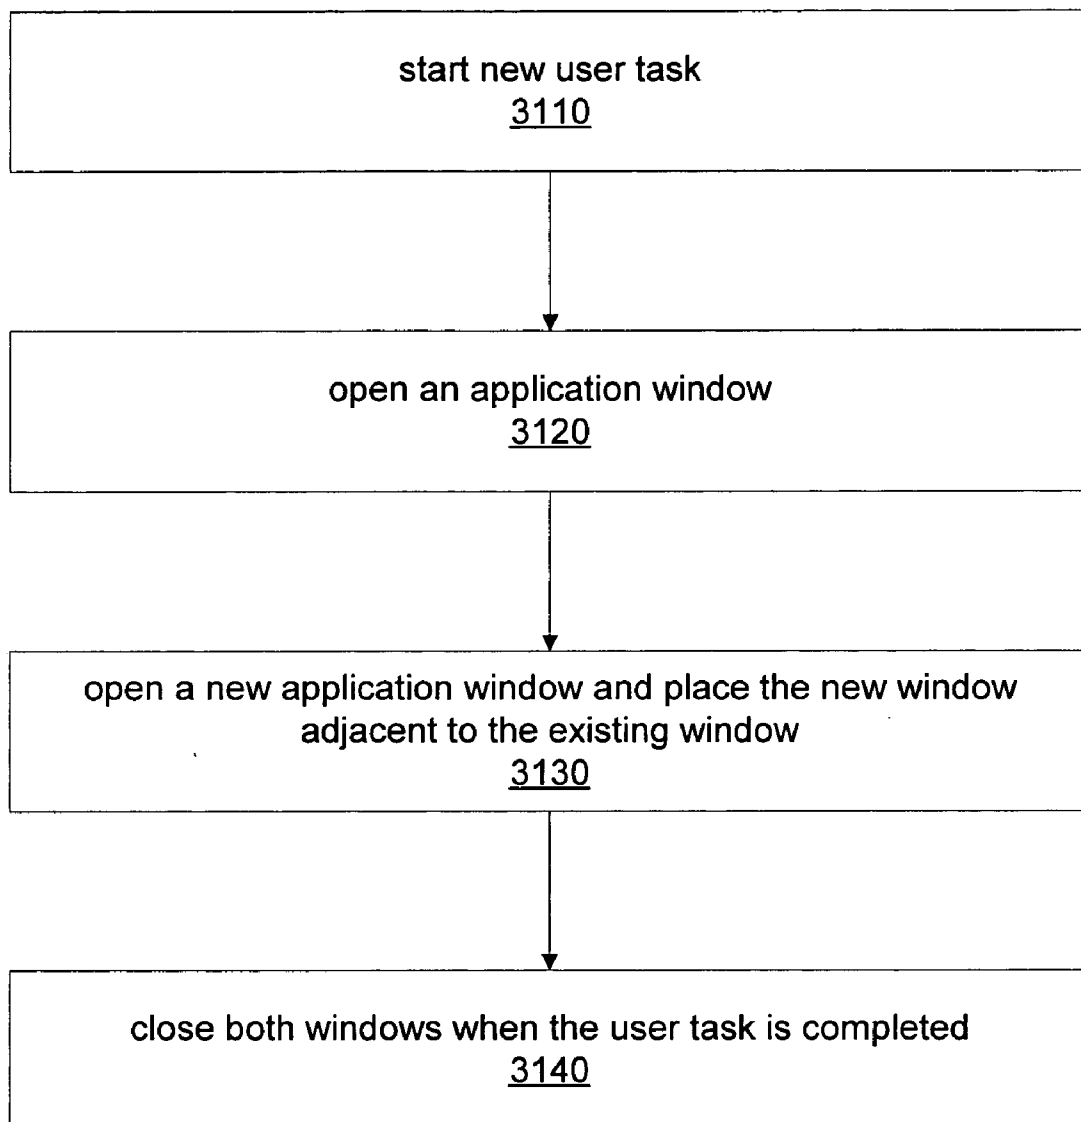 start new user task
3110
open an application window
3120
open a new application window and place the new window
adjacent to the existing window
3130
close both windows when the user task is completed
3140